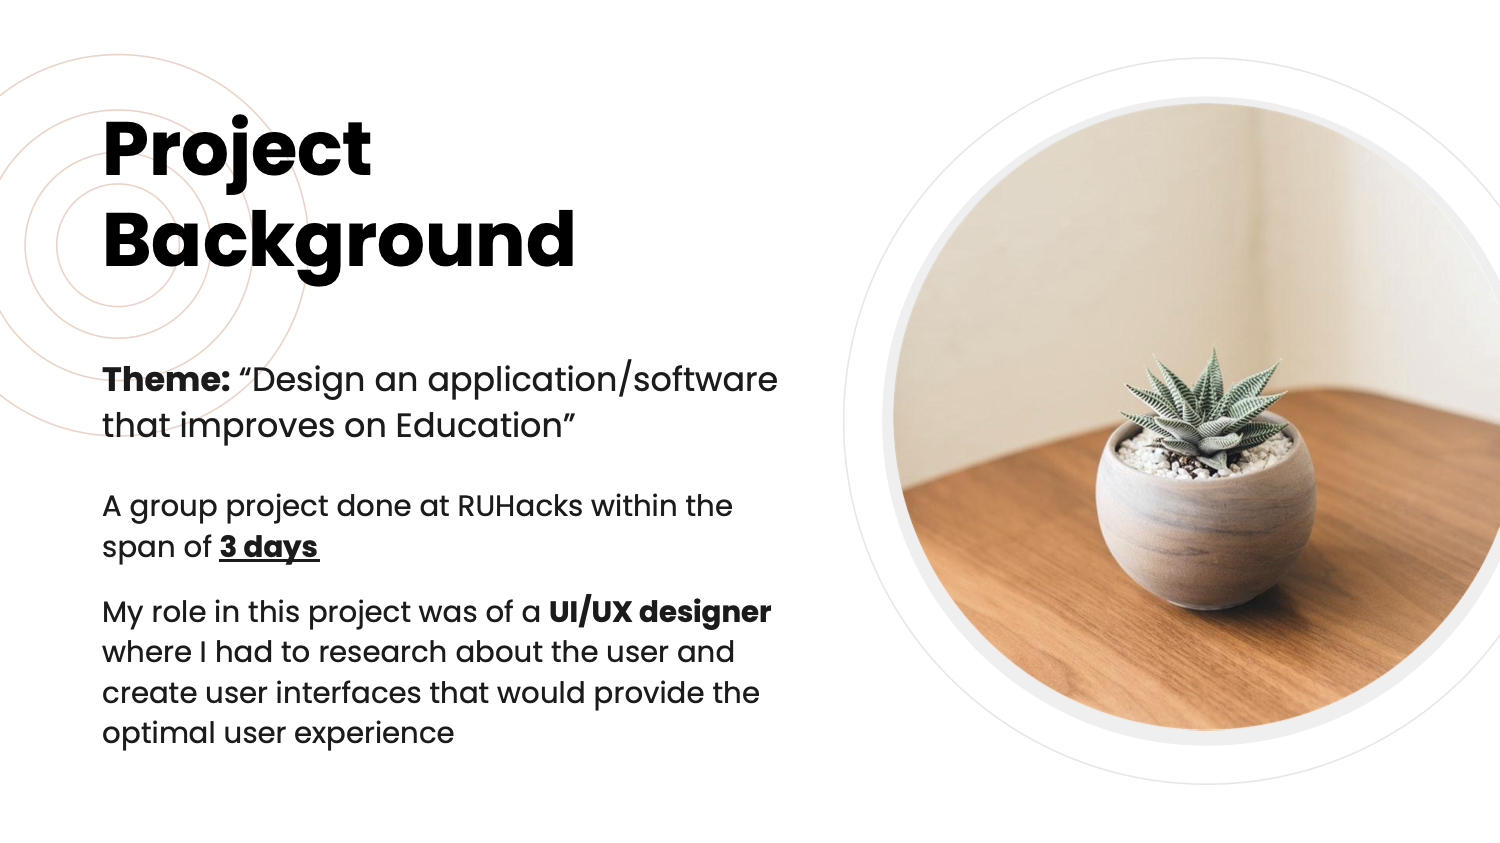 Project
Background
Theme: “Design an application/software
that improves on Education”
A group project done at RUHacks within the
span of 3 days
My role in this project was of a UI/UX designer
where I had to research about the user and
create user interfaces that would provide the
optimal user experience